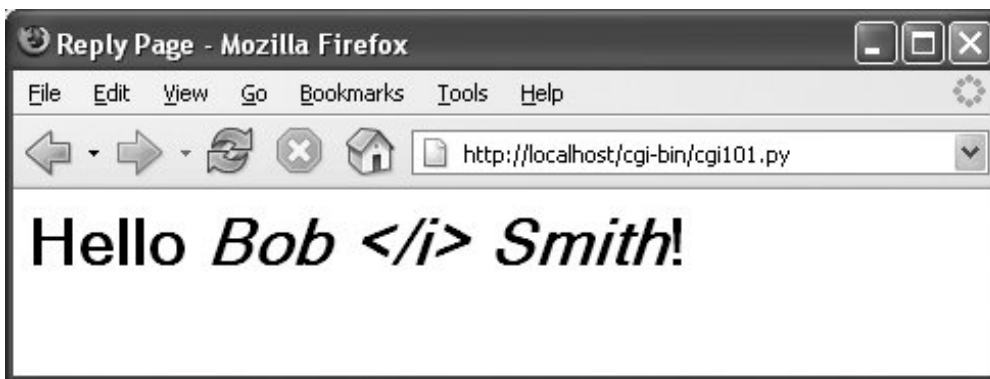 Reply Page - Mozilla Firefox
File Edit View Go Bookmarks Tools Help
http://localhost/cgi-bin/cgi101.py
Hello Bob </i> Smith!